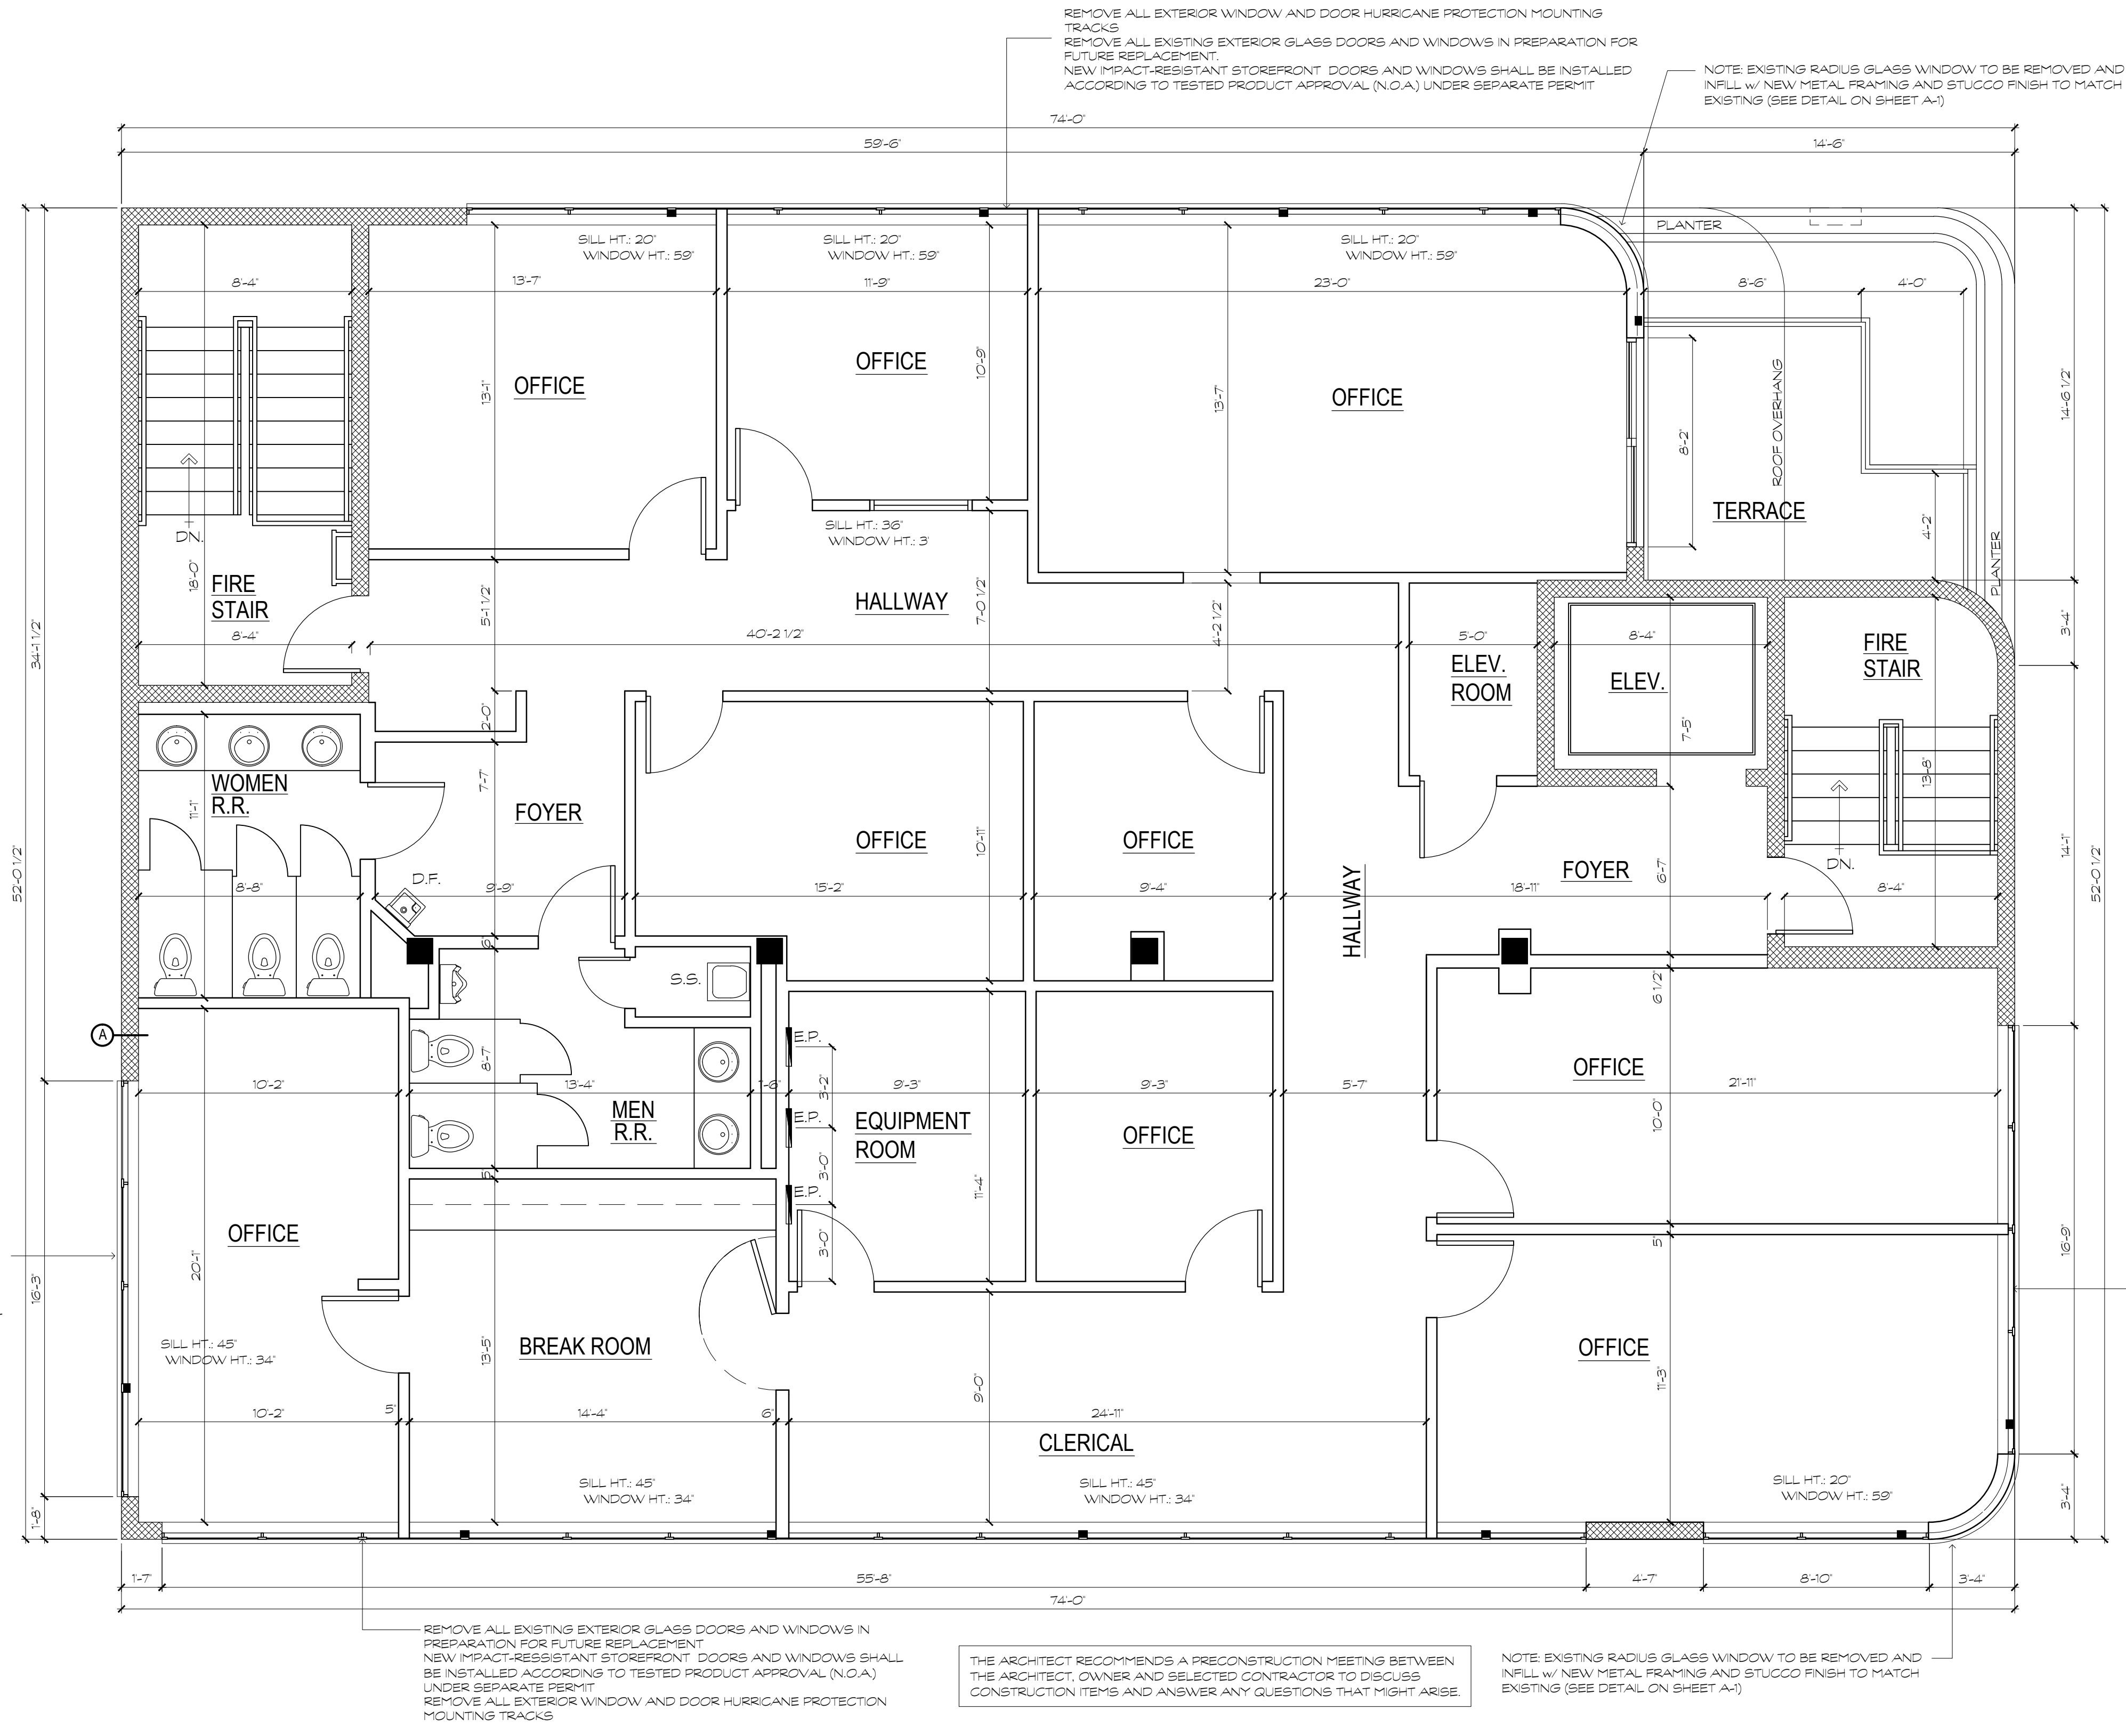 REMOVE ALL EXTERIOR WINDOW AND DOOR HURRICANE PROTECTION MOUNTING
TRACKS
REMOVE ALL EXISTING EXTERIOR GLASS DOORS AND WINDOWS IN PREPARATION FOR
FUTURE REPLACEMENT.
NEW IMPACT-RESISTANT STOREFRONT DOORS AND WINDOWS SHALL BE INSTALLED
ACCORDING TO TESTED PRODUCT APPROVAL (N.O.A.) UNDER SEPARATE PERMIT
NOTE: EXISTING RADIUS GLASS WINDOW TO BE REMOVED AND
INFILL w/ NEW METAL FRAMING AND STUCCO FINISH TO MATCH
EXISTING (SEE DETAIL ON SHEET A-1)
74'-0"
59'-6"
14'-6"
PLANTER
SILL HT.: 20"
WINDOW HT.: 59"
SILL HT.: 20"
WINDOW HT.: 59"
SILL HT.: 20"
WINDOW HT.: 59"
8'-4"
13'-7"
11'-9"
23'-0"
8'-6"
4'-0"
13'-1"
OFFICE
10'-9"
OFFICE
13'-7"
OFFICE
8'-2"
ROOF OVERHANG
14'-6 1/2"
TERRACE
4'-2"
PLANTER
DN.
18'-0"
FIRE
STAIR
SILL HT.: 36"
WINDOW HT.: 3'
HALLWAY
5'-1 1/2"
7'-0 1/2"
4'-2 1/2"
34'-1 1/2"
8'-4"
40'-2 1/2"
5'-0"
8'-4"
3'-4"
ELEV.
ROOM
ELEV.
FIRE
STAIR
2'-0"
7'-5"
WOMEN
R.R.
11'-1"
7'-7"
FOYER
13'-8"
OFFICE
10'-11"
OFFICE
HALLWAY
FOYER
6'-7"
DN.
14'-1"
52'-0 1/2"
52'-0 1/2"
8'-8"
D.F.
9'-9"
15'-2"
9'-4"
18'-11"
8'-4"
6"
S.S.
6 1/2"
A
E.P.
8'-7"
OFFICE
10'-2"
13'-4"
1'-6"
3'-2"
9'-3"
9'-3"
5'-7"
21'-11"
10'-0"
MEN
R.R.
E.P.
EQUIPMENT
ROOM
OFFICE
3'-0"
5"
E.P.
11'-4"
OFFICE
20'-1"
3'-0"
5"
16'-9"
16'-3"
SILL HT.: 45"
WINDOW HT.: 34"
BREAK ROOM
13'-5"
OFFICE
11'-3"
9'-0"
10'-2"
5"
14'-4"
6"
24'-11"
CLERICAL
SILL HT.: 45"
WINDOW HT.: 34"
SILL HT.: 45"
WINDOW HT.: 34"
SILL HT.: 20"
WINDOW HT.: 59"
3'-4"
1'-8"
1'-7"
55'-8"
4'-7"
8'-10"
3'-4"
74'-0"
REMOVE ALL EXISTING EXTERIOR GLASS DOORS AND WINDOWS IN
PREPARATION FOR FUTURE REPLACEMENT
NEW IMPACT-RESSISTANT STOREFRONT DOORS AND WINDOWS SHALL
BE INSTALLED ACCORDING TO TESTED PRODUCT APPROVAL (N.O.A.)
UNDER SEPARATE PERMIT
REMOVE ALL EXTERIOR WINDOW AND DOOR HURRICANE PROTECTION
MOUNTING TRACKS
THE ARCHITECT RECOMMENDS A PRECONSTRUCTION MEETING BETWEEN
THE ARCHITECT, OWNER AND SELECTED CONTRACTOR TO DISCUSS
CONSTRUCTION ITEMS AND ANSWER ANY QUESTIONS THAT MIGHT ARISE.
NOTE: EXISTING RADIUS GLASS WINDOW TO BE REMOVED AND
INFILL w/ NEW METAL FRAMING AND STUCCO FINISH TO MATCH
EXISTING (SEE DETAIL ON SHEET A-1)